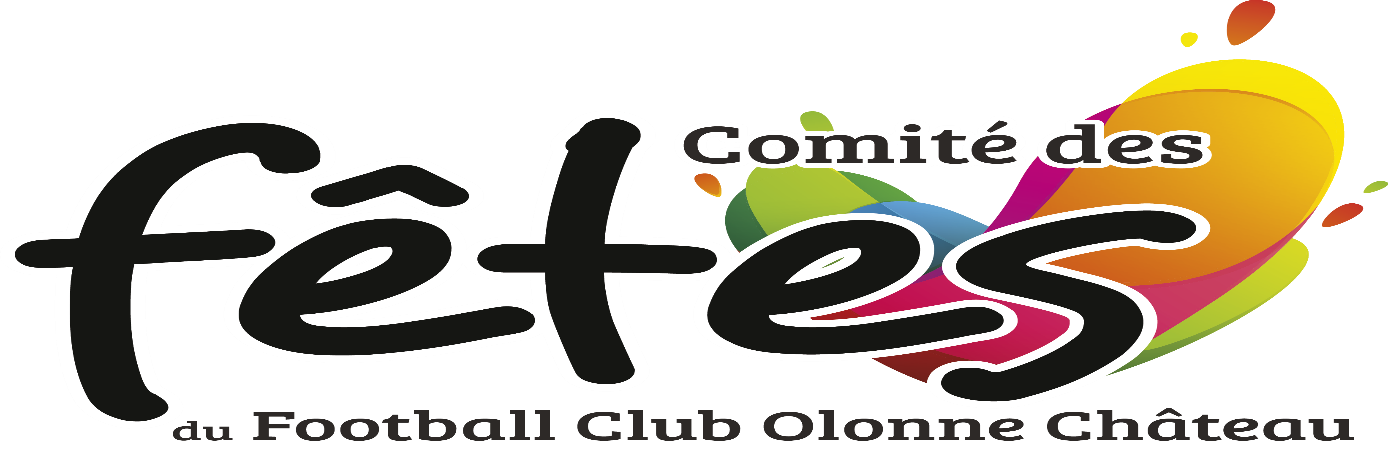 Comité des
fêtes
du Football Club Olonne Château